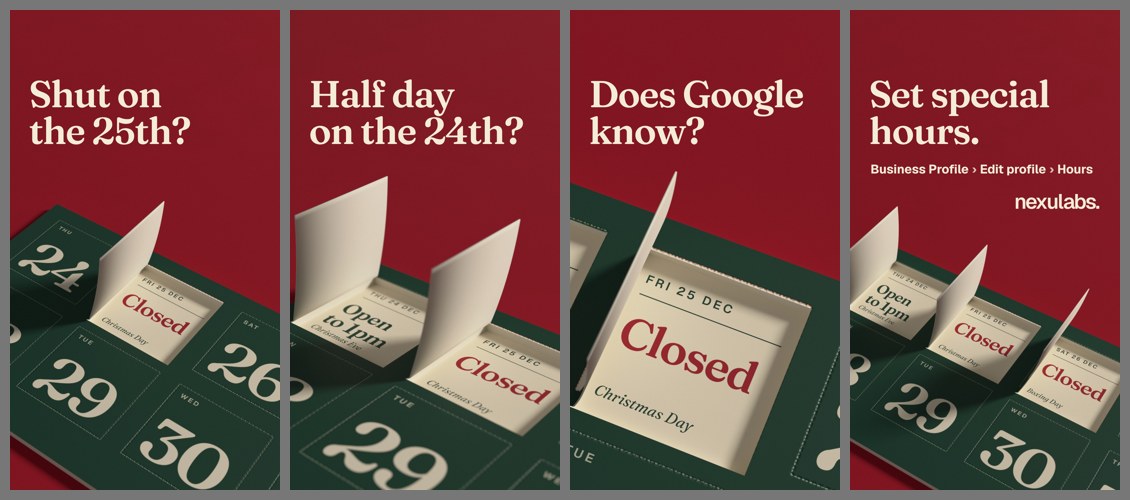 Shut on
the 25th?
THU
24
FRI 25 DEC
Closed
Christmas Day
SAT
26
TUE
29
WED
30
Half day
on the 24th?
THU 24 DEC
Open
to 1pm
Christmas Eve
FRI 25 DEC
Closed
Christmas Day
TUE
29
Does Google
know?
FRI 25 DEC
Closed
Christmas Day
TUE
Set special
hours.
Business Profile › Edit profile › Hours
nexulabs.
THU 24 DEC
Open
to 1pm
Christmas Eve
FRI 25 DEC
Closed
Christmas Day
SAT 26 DEC
Closed
Boxing Day
TUE
29
WED
30